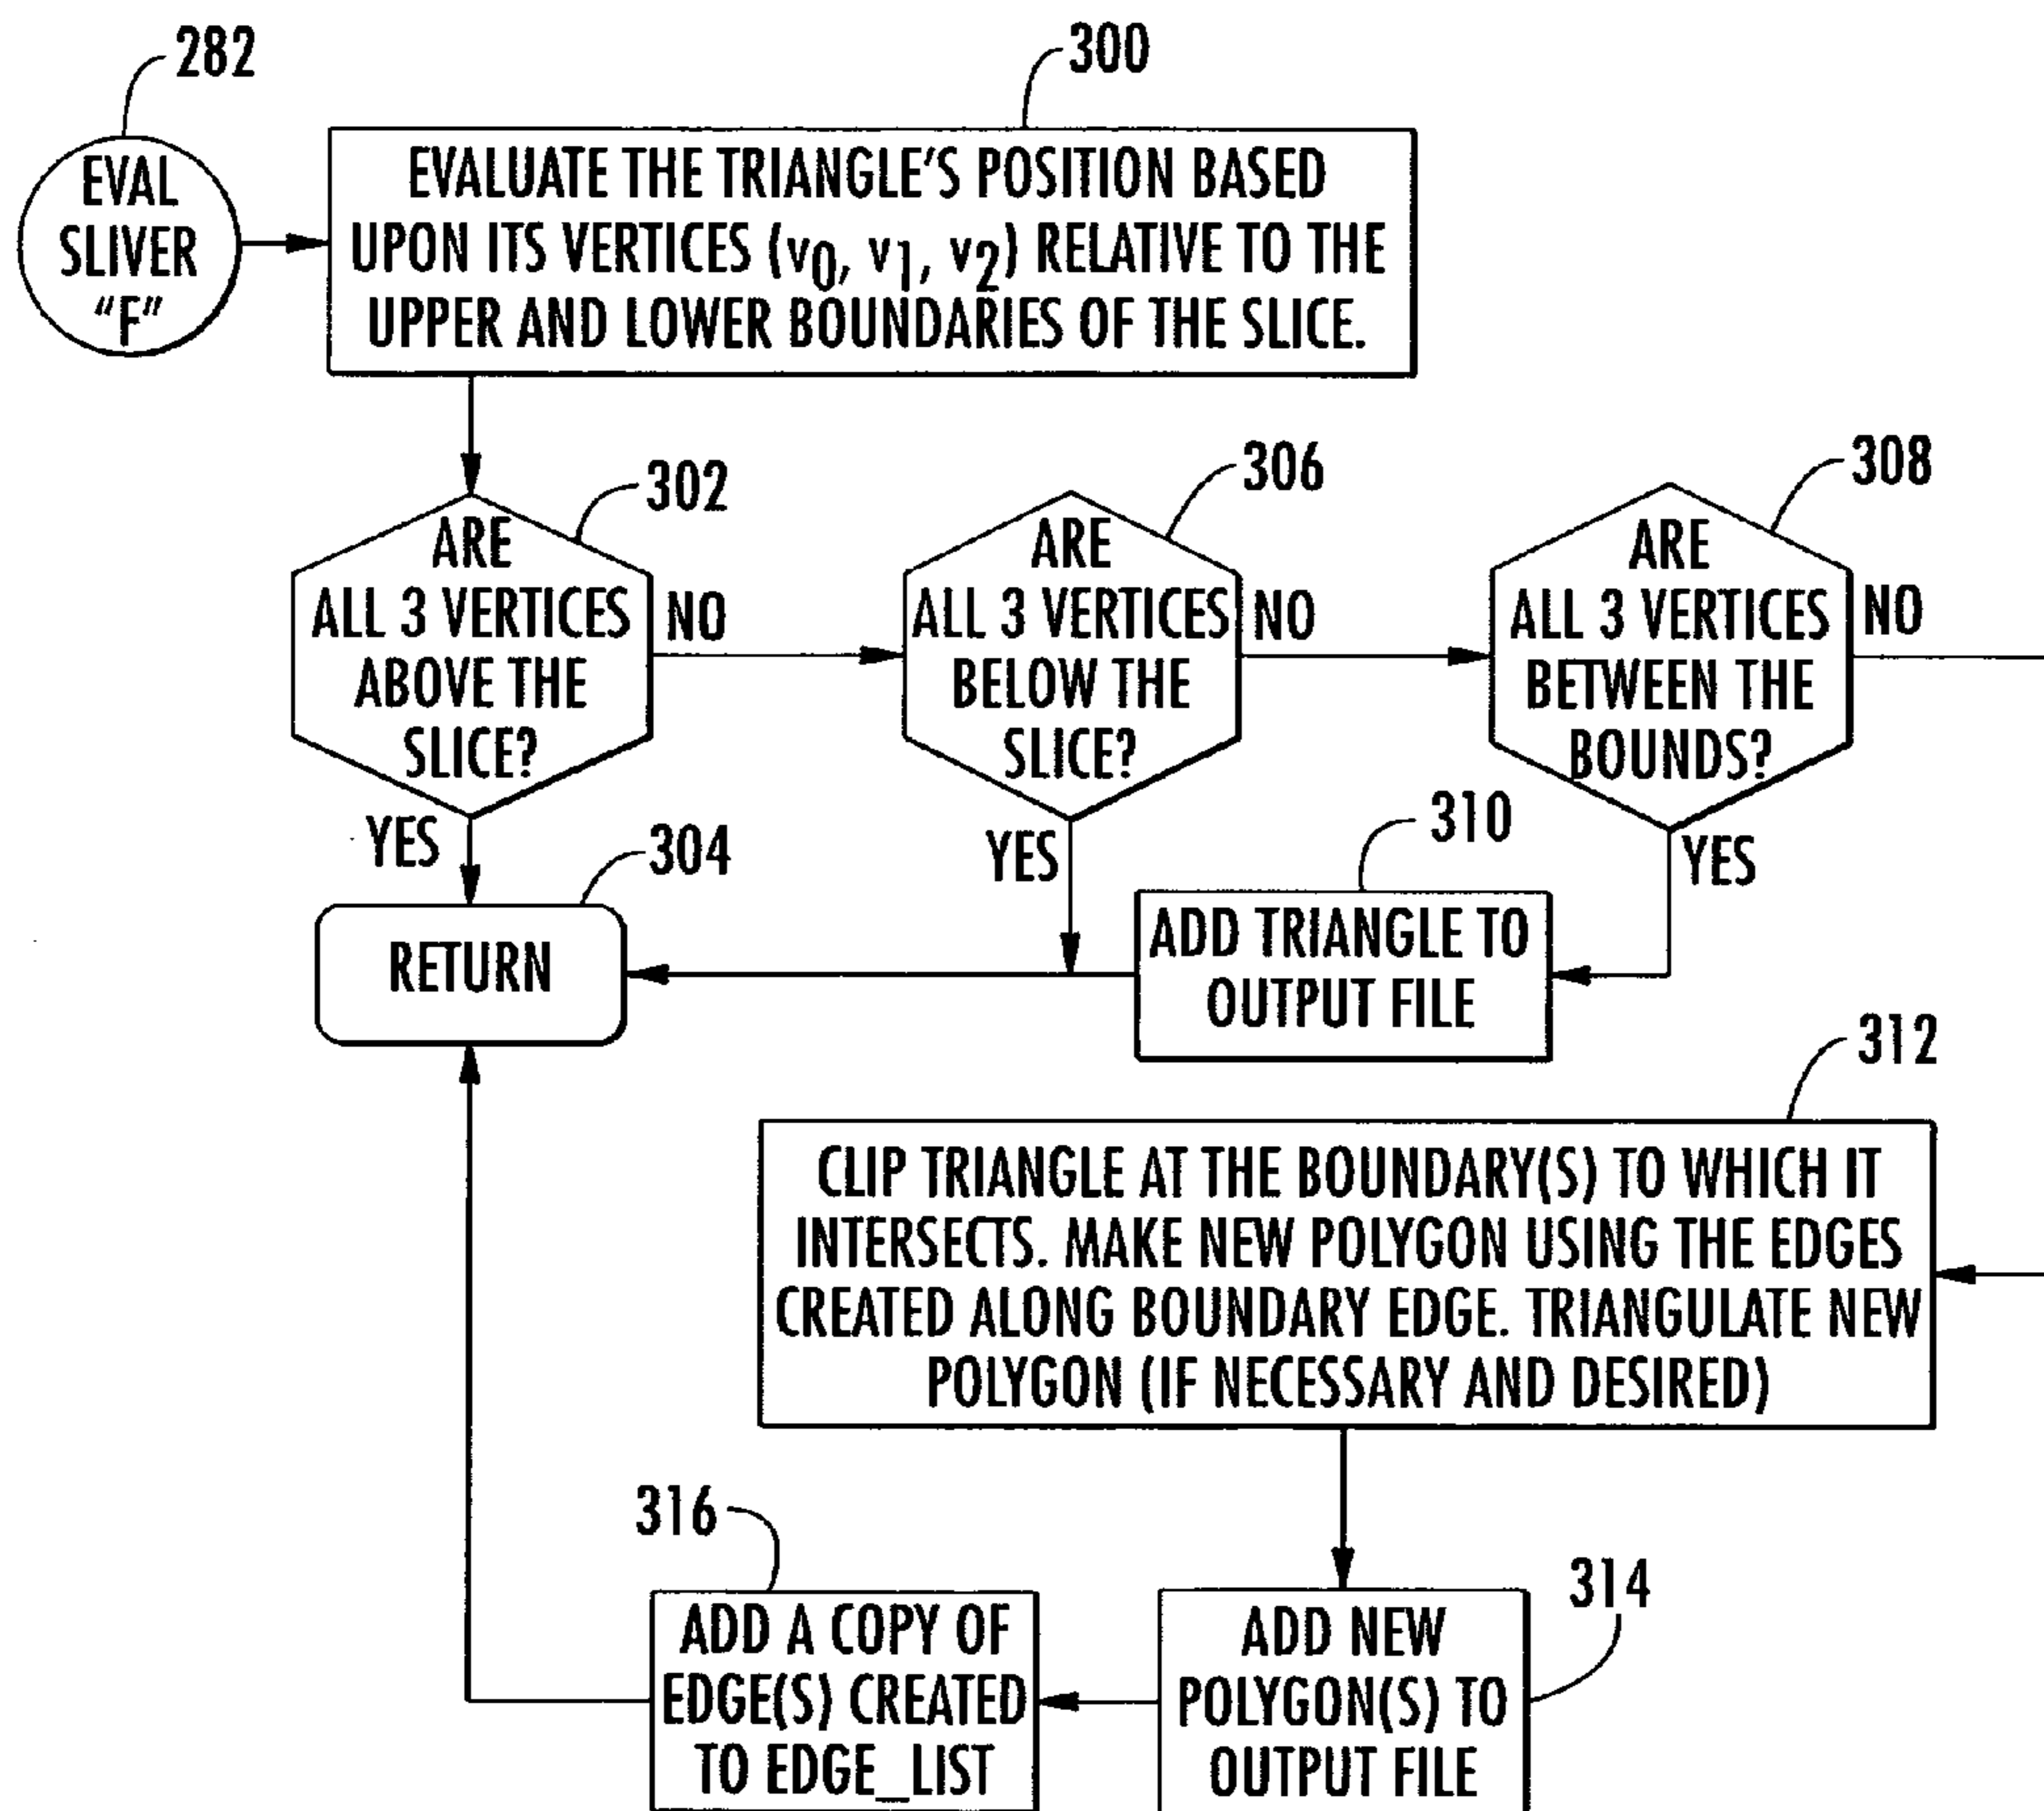 282
EVAL
SLIVER
"F"
300
EVALUATE THE TRIANGLE'S POSITION BASED
UPON ITS VERTICES (v0, v1, v2) RELATIVE TO THE
UPPER AND LOWER BOUNDARIES OF THE SLICE.
302
ARE
ALL 3 VERTICES
ABOVE THE
SLICE?
NO
YES
306
ARE
ALL 3 VERTICES
BELOW THE
SLICE?
NO
YES
308
ARE
ALL 3 VERTICES
BETWEEN THE
BOUNDS?
NO
YES
304
RETURN
310
ADD TRIANGLE TO
OUTPUT FILE
312
CLIP TRIANGLE AT THE BOUNDARY(S) TO WHICH IT
INTERSECTS. MAKE NEW POLYGON USING THE EDGES
CREATED ALONG BOUNDARY EDGE. TRIANGULATE NEW
POLYGON (IF NECESSARY AND DESIRED)
316
ADD A COPY OF
EDGE(S) CREATED
TO EDGE_LIST
314
ADD NEW
POLYGON(S) TO
OUTPUT FILE